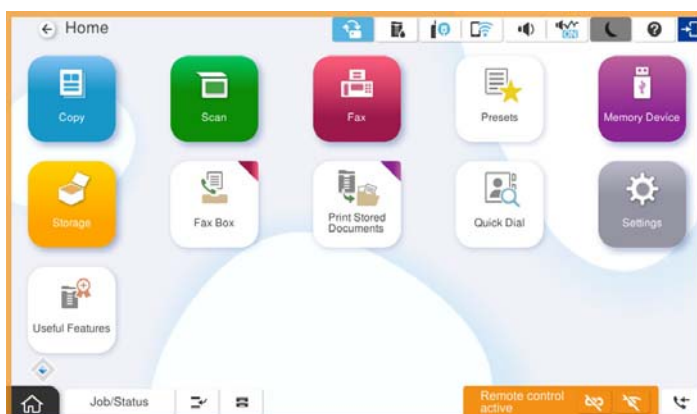 Home
ON
Copy
Scan
Fax
Presets
Memory Device
Storage
Fax Box
Print Stored
Documents
Quick Dial
Settings
Useful Features
Job/Status
Remote control
active